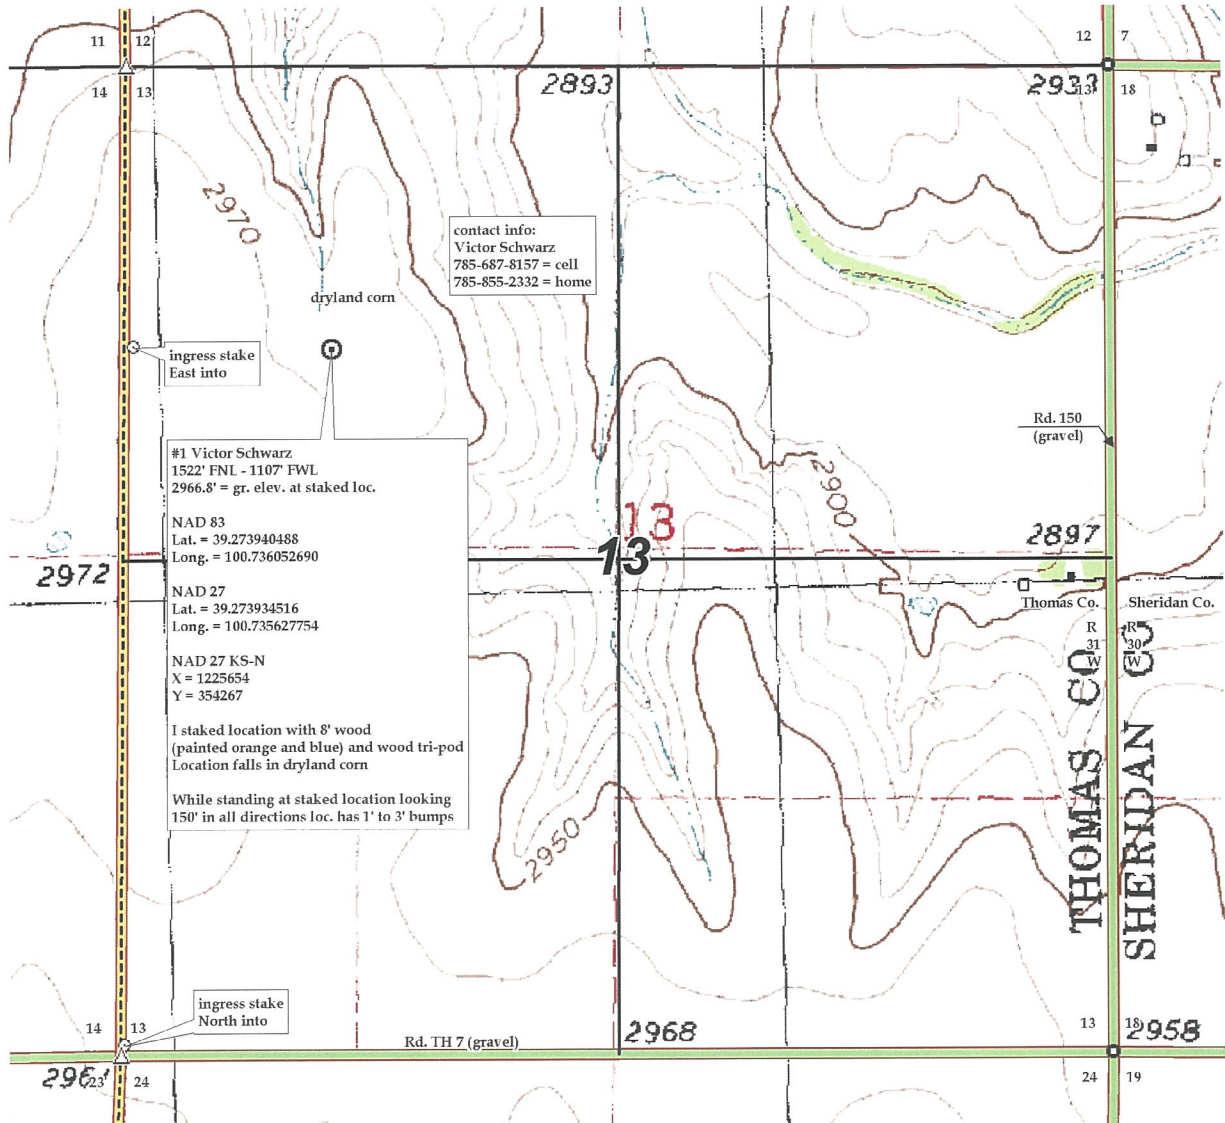 11
12
12
7
14
13
2893
2933
13
18
2970
contact info:
Victor Schwarz
785-687-8157 = cell
785-855-2332 = home
dryland corn
ingress stake
East into
Rd. 150
(gravel)
#1 Victor Schwarz
1522' FNL - 1107' FWL
2966.8' = gr. elev. at staked loc.
NAD 83
Lat. = 39.273940488
Long. = 100.736052690
NAD 27
Lat. = 39.273934516
Long. = 100.735627754
NAD 27 KS-N
X = 1225654
Y = 354267
I staked location with 8' wood
(painted orange and blue) and wood tri-pod
Location falls in dryland corn
While standing at staked location looking
150' in all directions loc. has 1' to 3' bumps
2900
13
13
2897
2972
Thomas Co.
Sheridan Co.
R
31
W
R
30
W
THOMAS CO
SHERIDAN CO
2950
ingress stake
North into
14
13
Rd. TH 7 (gravel)
2968
13
18
2958
23
24
24
19